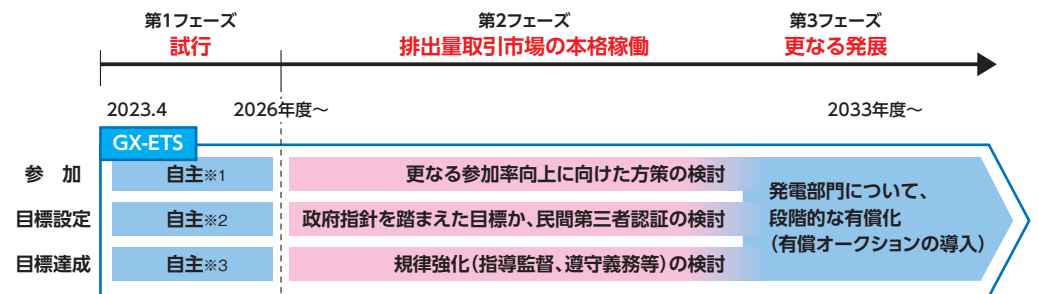 第1フェーズ
試行
第2フェーズ
排出量取引市場の本格稼働
第3フェーズ
更なる発展
2023.4
2026年度～
2033年度～
GX-ETS
参　加
自主※1
更なる参加率向上に向けた方策の検討
目標設定
自主※2
政府指針を踏まえた目標か、民間第三者認証の検討
目標達成
自主※3
規律強化（指導監督、遵守義務等）の検討
発電部門について、
段階的な有償化
（有償オークションの導入）